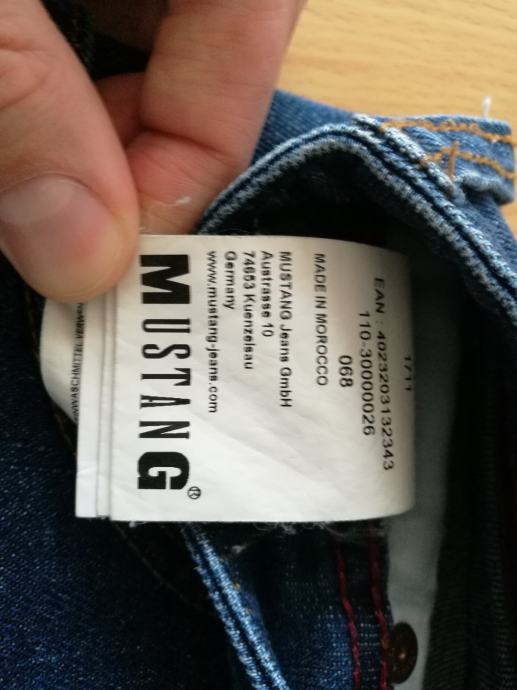 1711
EAN : 4023203132343
110-30000026
068
MADE IN MOROCCO
MUSTANG Jeans GmbH
Austrasse 10
74653 Kuenzelsau
Germany
www.mustang-jeans.com
MUSTANG®